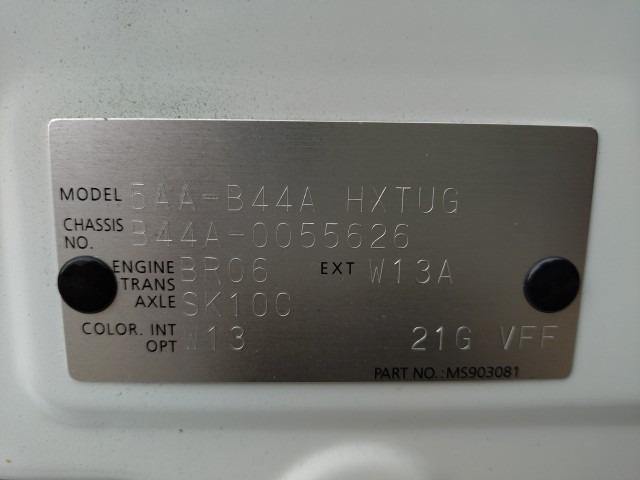 MODEL 5AA-B44A HXTUG
CHASSIS NO. B44A-0055626
ENGINE BR06 EXT W13A
TRANS AXLE SK10C
COLOR. INT W13 21G VFF
OPT
PART NO.:MS903081